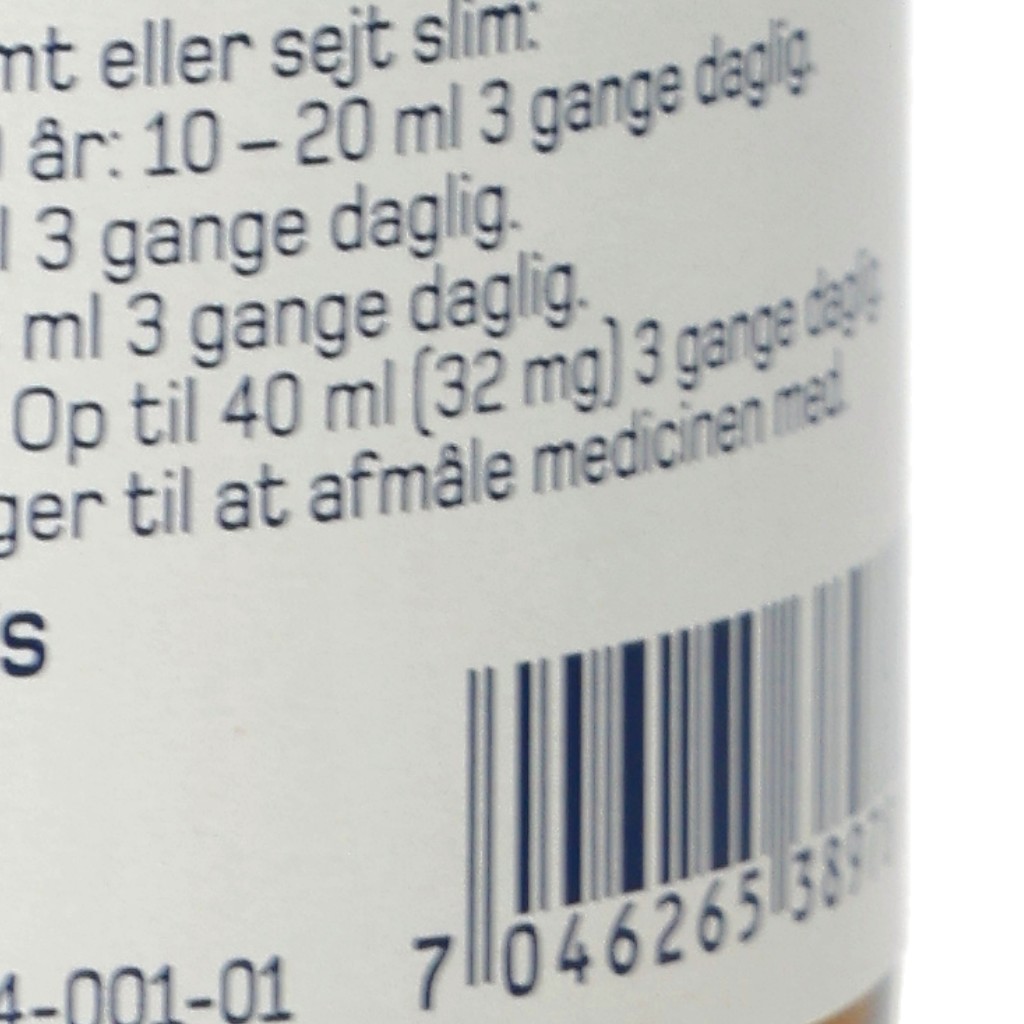 mt eller sejt slim:
år: 10 – 20 ml 3 gange daglig.
l 3 gange daglig.
ml 3 gange daglig.
Op til 40 ml (32 mg) 3 gange daglig.
ger til at afmåle medicinen med.
s
7 046265 3897
4-001-01